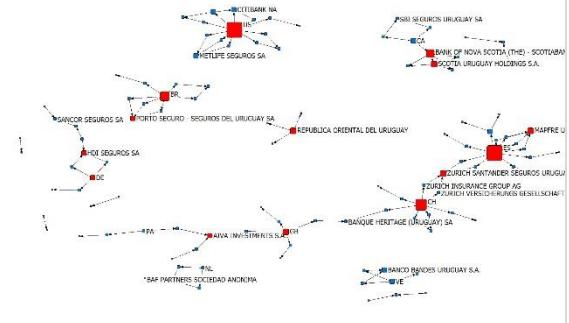 CITIBANK NA
US
SBI SEGUROS URUGUAY SA
CA
METLIFE SEGUROS SA
BANK OF NOVA SCOTIA (THE) - SCOTIABAN
SCOTIA URUGUAY HOLDINGS S.A.
BR
SANCOR SEGUROS SA
PORTO SEGURO - SEGUROS DEL URUGUAY SA
REPUBLICA ORIENTAL DEL URUGUAY
MAPFRE U
ES
HDI SEGUROS SA
DE
ZURICH SANTANDER SEGUROS URUGUA
ZURICH INSURANCE GROUP AG
ZURICH VERSICHERUNGS GESELLSCHAFT
CH
BANQUE HERITAGE (URUGUAY) SA
PA
AIVA INVESTMENTS S.A.
GB
NL
BAF PARTNERS SOCIEDAD ANONIMA
BANCO BANDES URUGUAY S.A.
VE